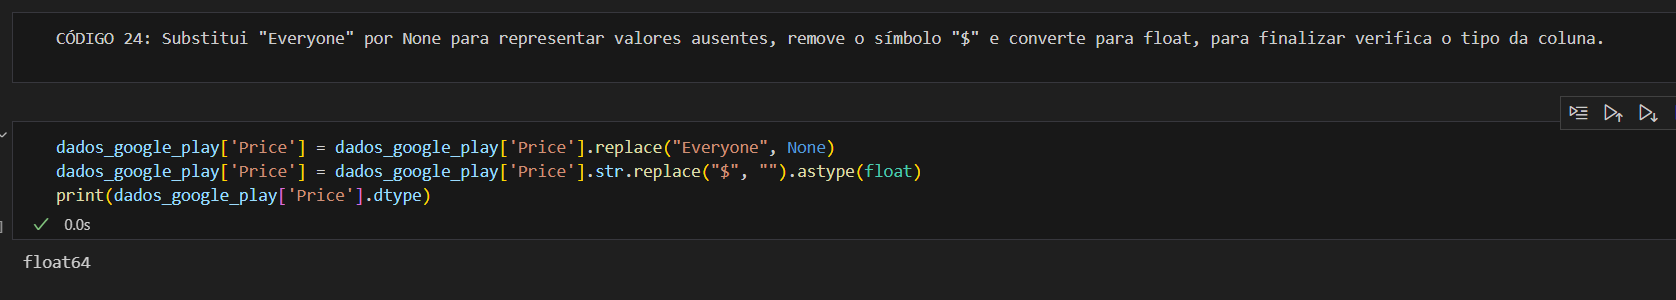 CÓDIGO 24: Substitui "Everyone" por None para representar valores ausentes, remove o símbolo "$" e converte para float, para finalizar verifica o tipo da coluna.
dados_google_play['Price'] = dados_google_play['Price'].replace("Everyone", None)
dados_google_play['Price'] = dados_google_play['Price'].str.replace("$", "").astype(float)
print(dados_google_play['Price'].dtype)
]
0.0s
float64